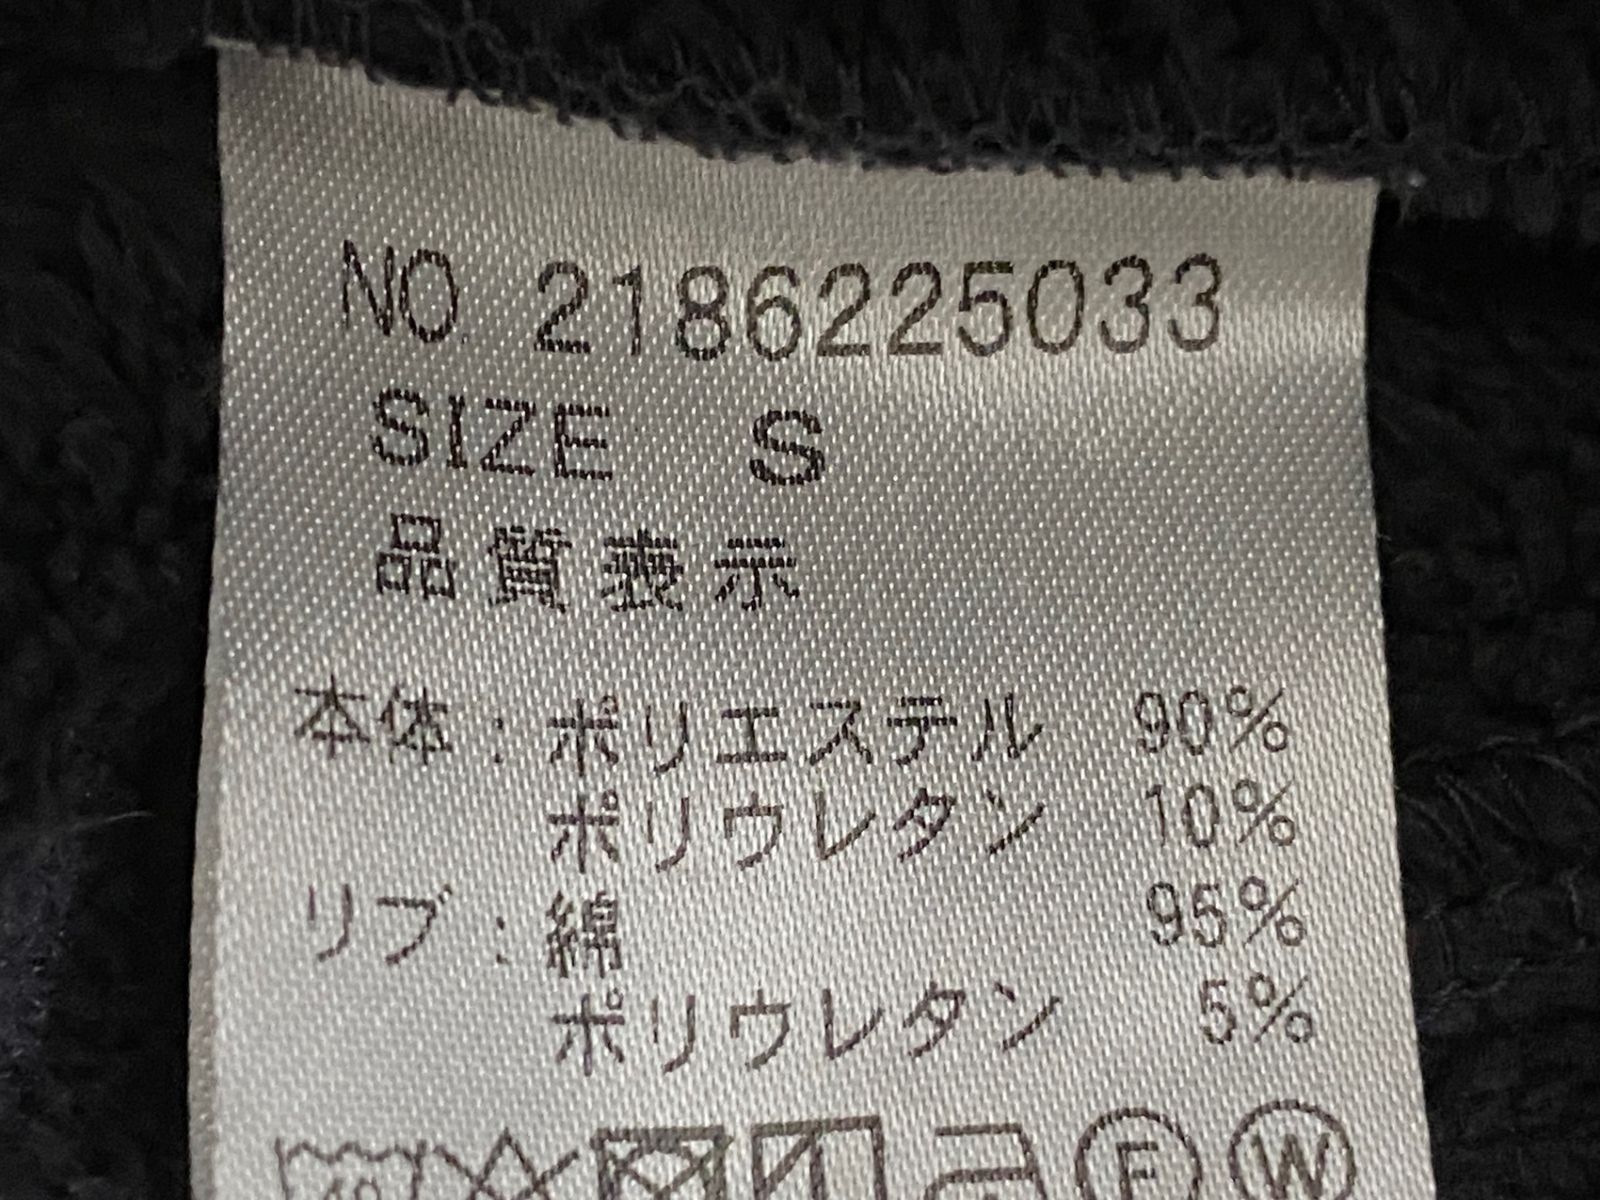 NO. 2186225033
SIZE S
品質表示
本体：ポリエステル 90%
ポリウレタン 10%
リブ：綿 95%
ポリウレタン 5%
40 F W